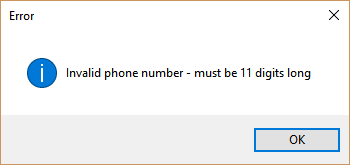 Error
Invalid phone number - must be 11 digits long
OK